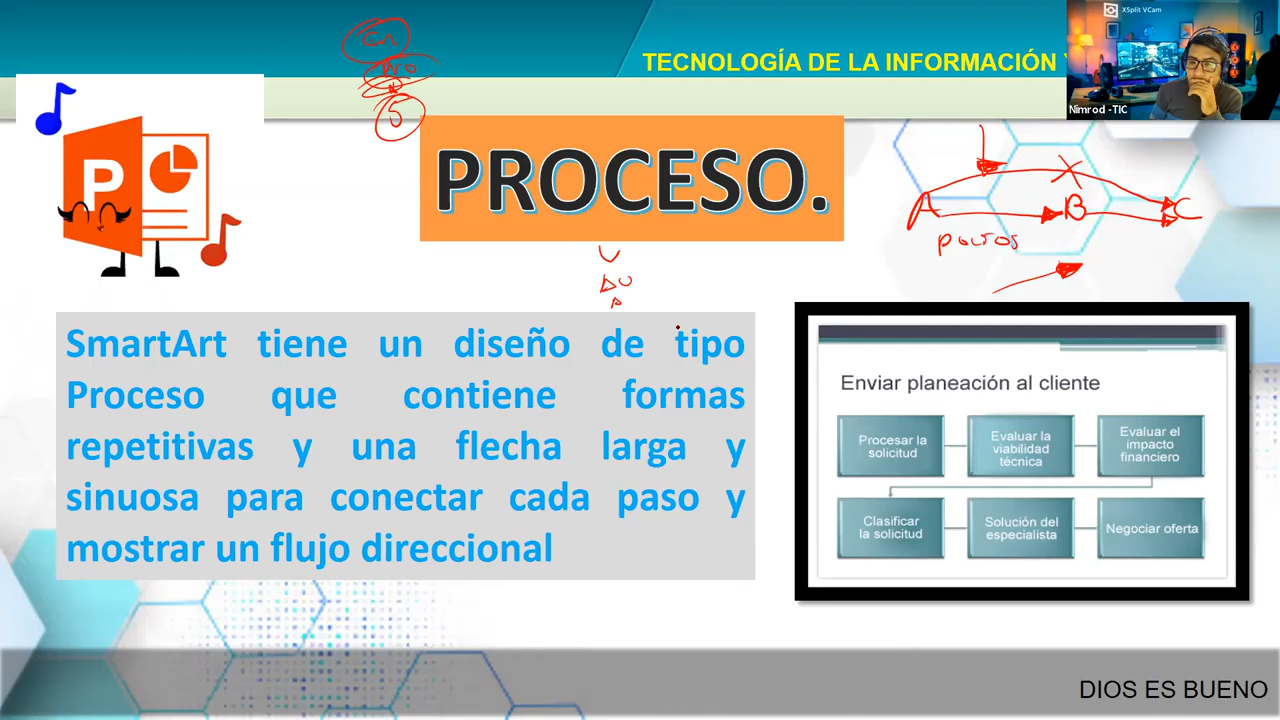 XSplit VCam
TECNOLOGÍA DE LA INFORMACIÓN Y
Nimrod -TIC
P
PROCESO.
A
B
C
pasos
SmartArt tiene un diseño de tipo
Proceso que contiene formas
repetitivas y una flecha larga y
sinuosa para conectar cada paso y
mostrar un flujo direccional
Enviar planeación al cliente
Procesar la
solicitud
Evaluar la
viabilidad
técnica
Evaluar el
impacto
financiero
Clasificar
la solicitud
Solución del
especialista
Negociar oferta
DIOS ES BUENO